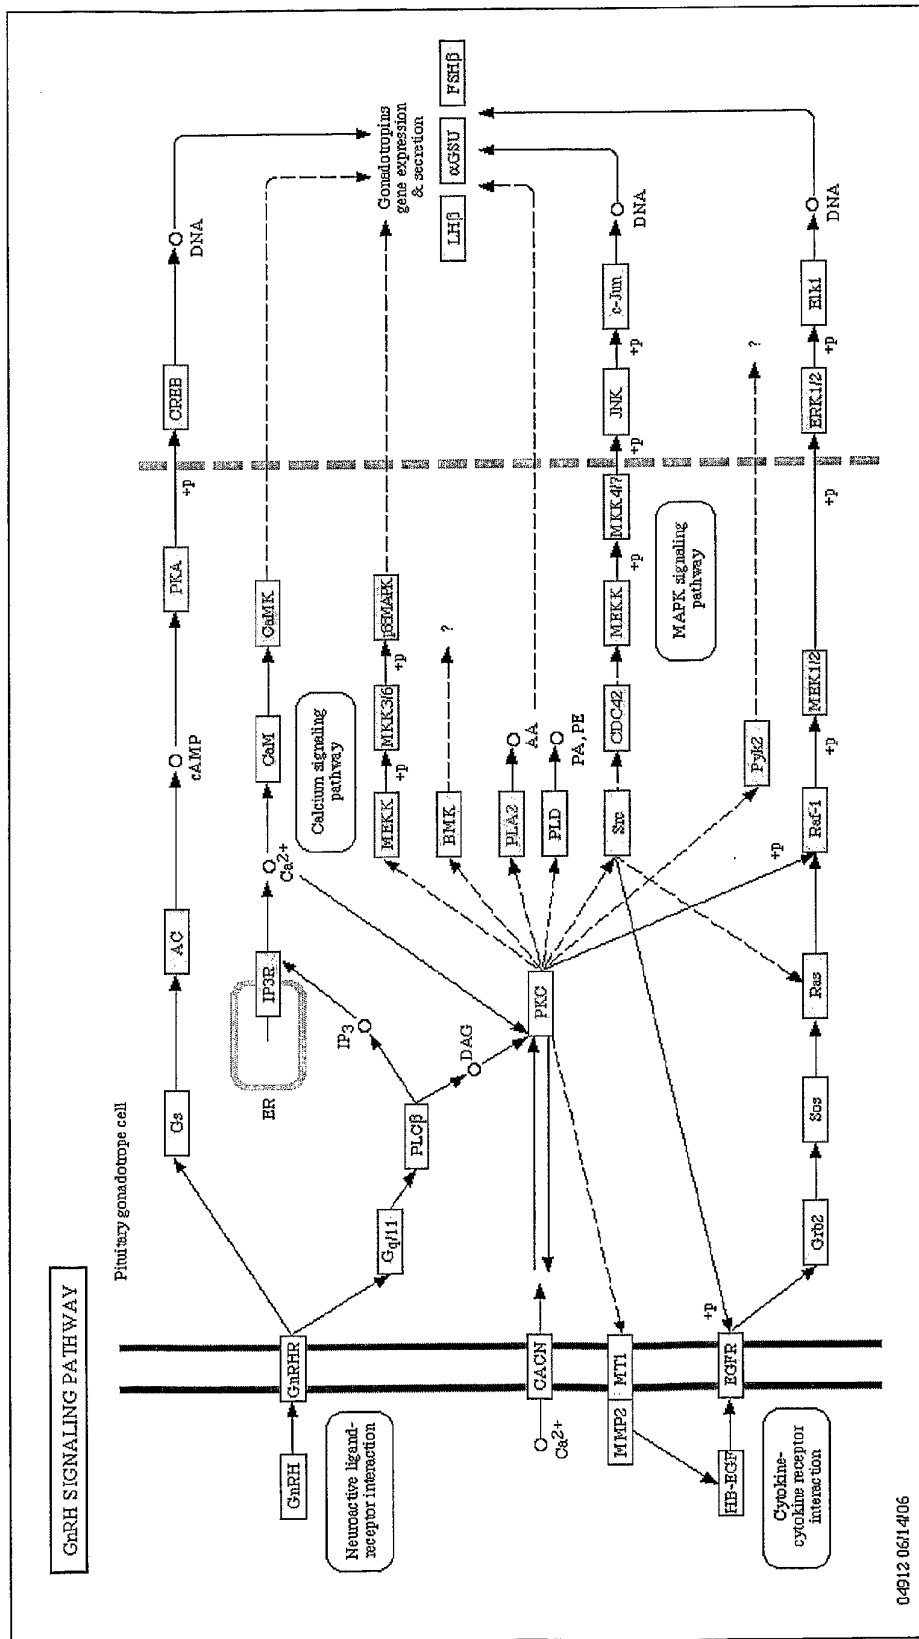 GnRH SIGNALING PATHWAY
Pituitary gonadotrope cell
GnRH
GnRHR
Neuroactive ligand-
receptor interaction
Gs
AC
cAMP
PKA
+p
CREB
DNA
ER
IP3R
Ca2+
CaM
CaMK
Calcium signaling
pathway
Gq/11
PLCβ
IP3
DAG
MEKK
+p
MKK3/6
+p
p38MAPK
Gonadotropins
gene expression
& secretion
LHβ
αGSU
FSHβ
BMK
?
PLA2
AA
PLD
PA, PE
PKC
Ca2+
CACN
MMP2
MT1
Src
CDC42
MEKK
+p
MKK4/7
+p
JNK
+p
c-Jun
DNA
MAPK signaling
pathway
Pyk2
?
HB-EGF
EGFR
+p
Cytokine-
cytokine receptor
interaction
Grb2
Sos
Ras
+p
Raf-1
+p
MEK1/2
+p
ERK1/2
+p
Elk1
DNA
04912 06/14/06